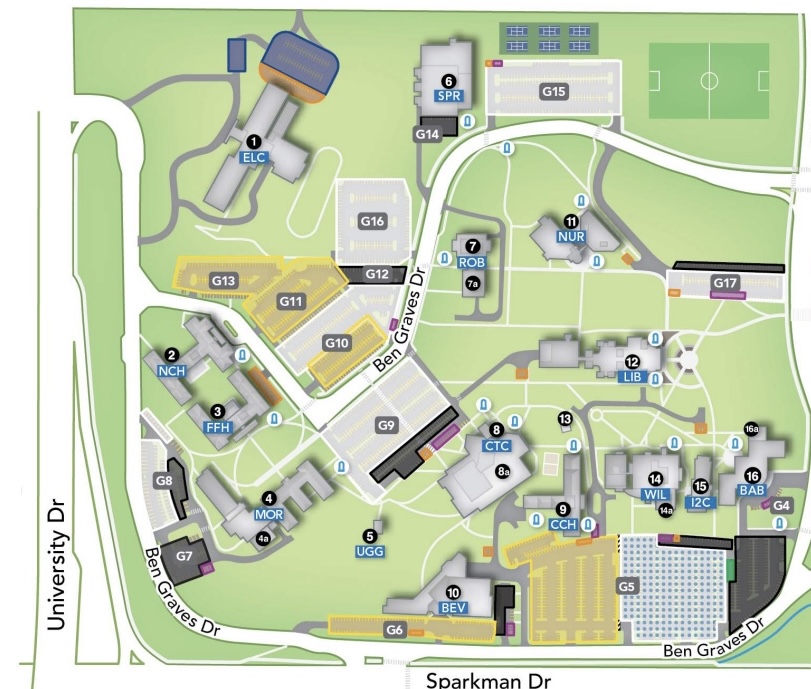 6
SPR
G15
1
ELC
G14
G16
11
NUR
7
ROB
7a
G12
G13
G11
G17
G10
Ben Graves Dr
2
NCH
12
LIB
3
FFH
G9
13
8
CTC
8a
16a
G8
4
MOR
4a
14
WIL
14a
15
I2C
16
BAB
G4
9
CCH
5
UGG
G7
University Dr
Ben Graves Dr
10
BEV
G5
G6
Ben Graves Dr
Sparkman Dr